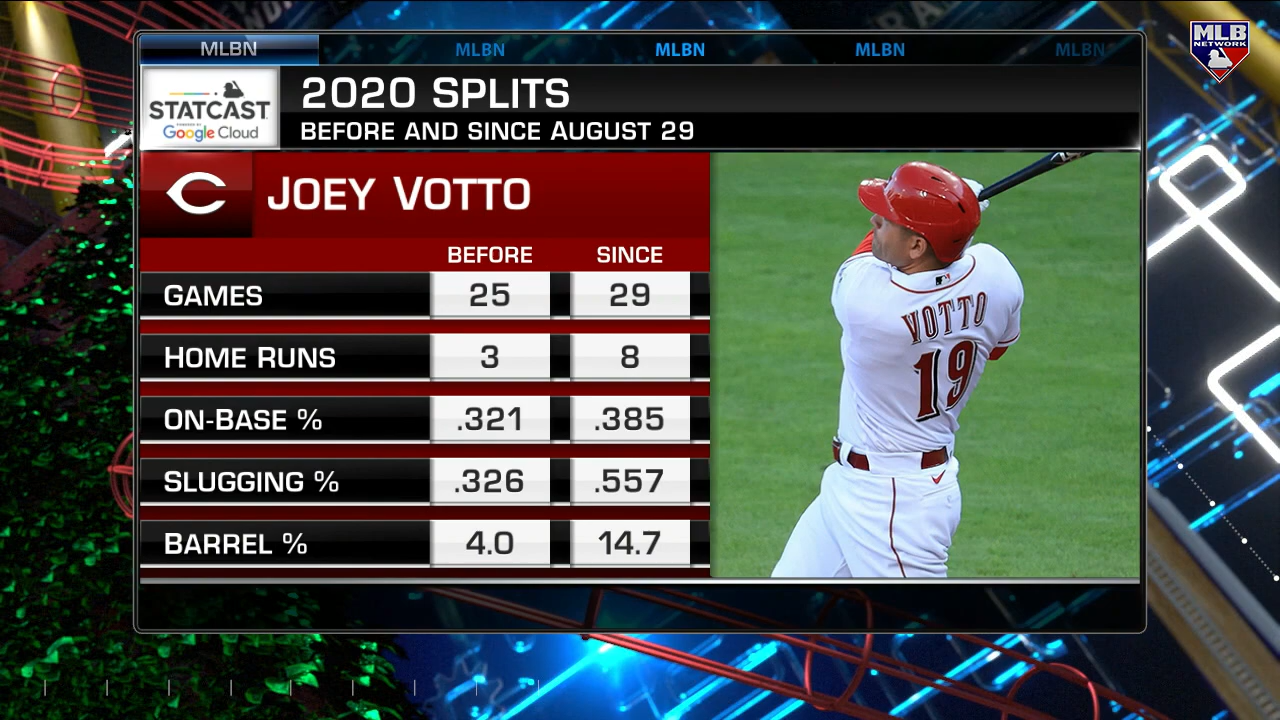 MLBN MLBN MLBN MLBN MLBN
MLB
NETWORK
STATCAST
POWERED BY
Google Cloud
2020 SPLITS
BEFORE AND SINCE AUGUST 29
C JOEY VOTTO
BEFORE SINCE
GAMES 25 29
HOME RUNS 3 8
ON-BASE % .321 .385
SLUGGING % .326 .557
BARREL % 4.0 14.7
VOTTO
19